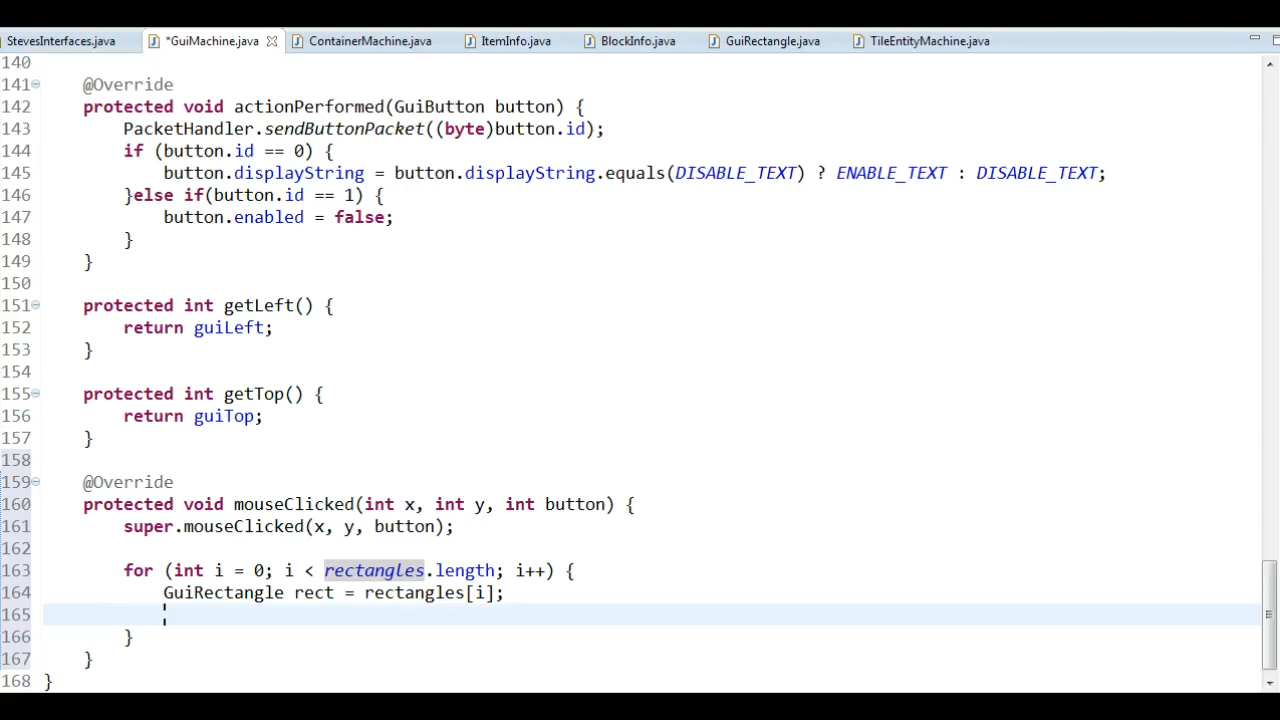 StevesInterfaces.java *GuiMachine.java ContainerMachine.java ItemInfo.java BlockInfo.java GuiRectangle.java TileEntityMachine.java
140
141 @Override
142 protected void actionPerformed(GuiButton button) {
143 PacketHandler.sendButtonPacket((byte)button.id);
144 if (button.id == 0) {
145 button.displayString = button.displayString.equals(DISABLE_TEXT) ? ENABLE_TEXT : DISABLE_TEXT;
146 }else if(button.id == 1) {
147 button.enabled = false;
148 }
149 }
150
151 protected int getLeft() {
152 return guiLeft;
153 }
154
155 protected int getTop() {
156 return guiTop;
157 }
158
159 @Override
160 protected void mouseClicked(int x, int y, int button) {
161 super.mouseClicked(x, y, button);
162
163 for (int i = 0; i < rectangles.length; i++) {
164 GuiRectangle rect = rectangles[i];
165
166 }
167 }
168 }